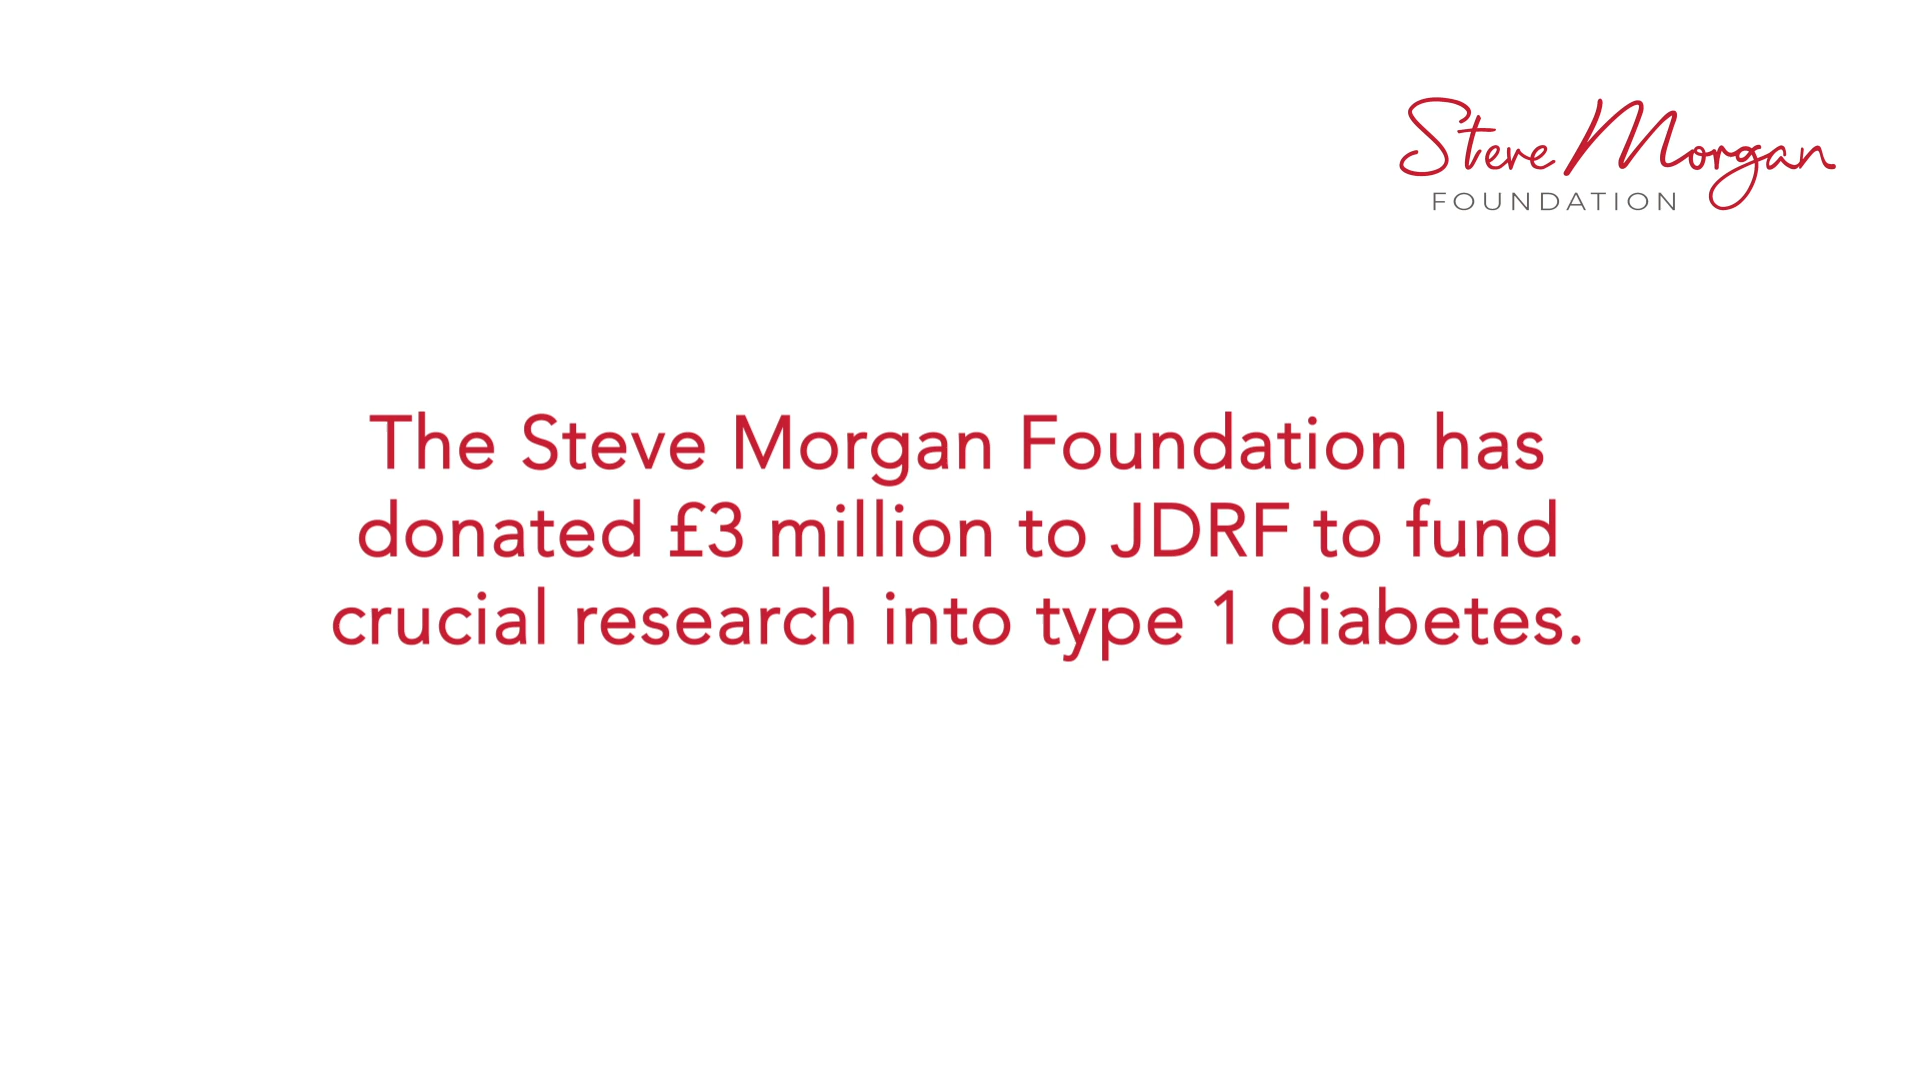 Steve Morgan
FOUNDATION
The Steve Morgan Foundation has
donated £3 million to JDRF to fund
crucial research into type 1 diabetes.